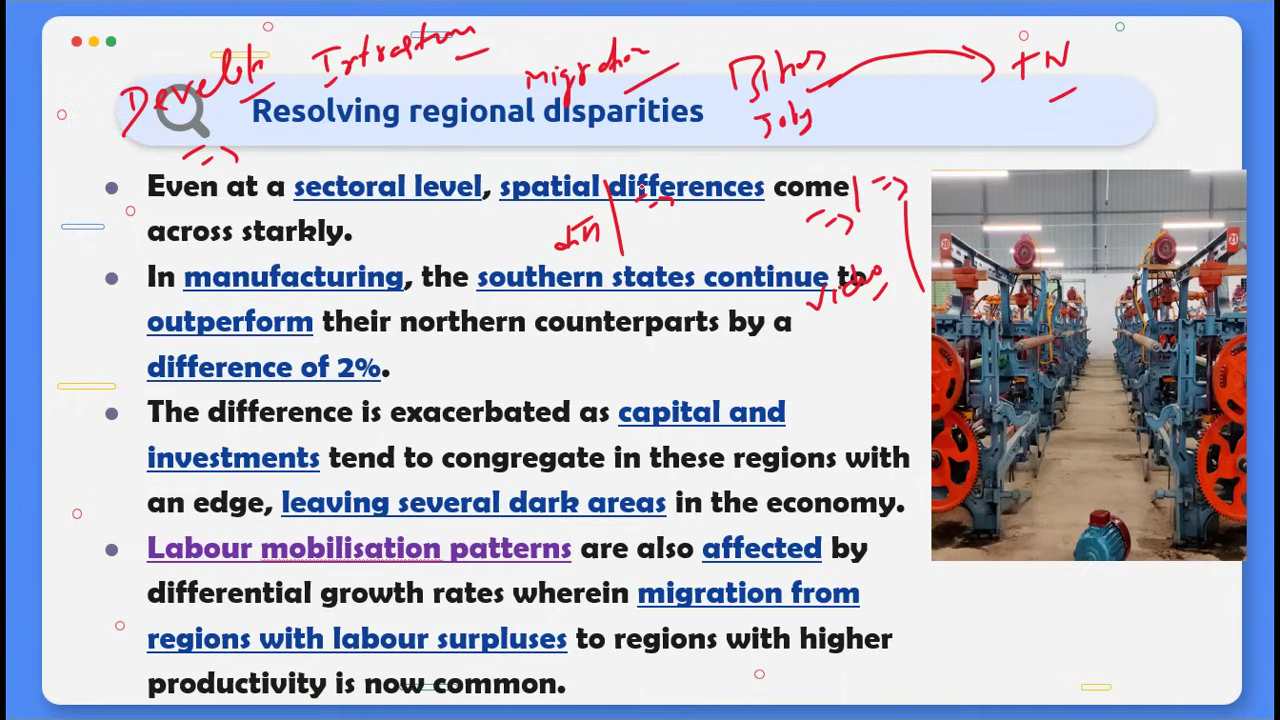 Migration
Bihar
TN
Jobs
Resolving regional disparities
Even at a sectoral level, spatial differences come
across starkly.
In manufacturing, the southern states continue to
outperform their northern counterparts by a
difference of 2%.
The difference is exacerbated as capital and
investments tend to congregate in these regions with
an edge, leaving several dark areas in the economy.
Labour mobilisation patterns are also affected by
differential growth rates wherein migration from
regions with labour surpluses to regions with higher
productivity is now common.